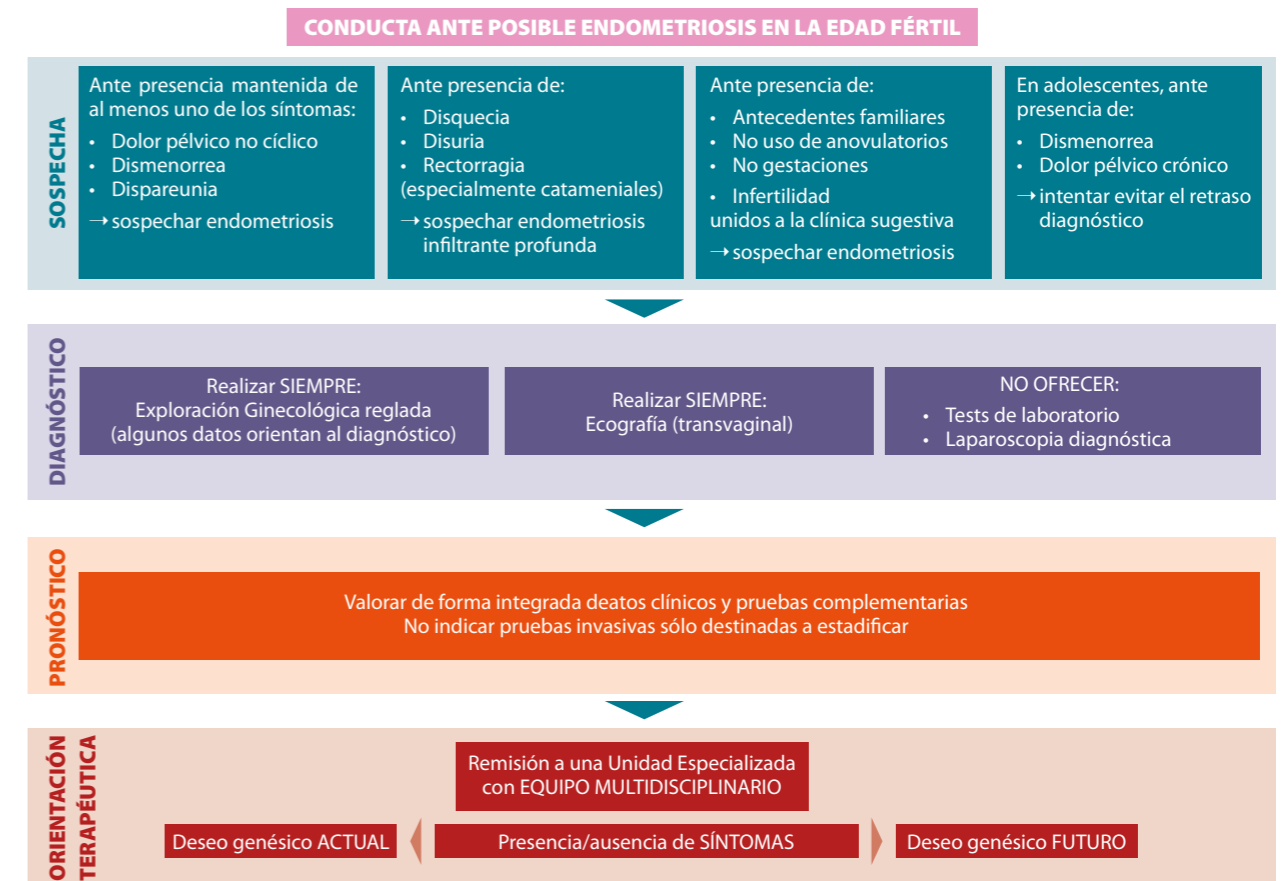 CONDUCTA ANTE POSIBLE ENDOMETRIOSIS EN LA EDAD FÉRTIL
SOSPECHA
Ante presencia mantenida de
al menos uno de los síntomas:
• Dolor pélvico no cíclico
• Dismenorrea
• Dispareunia
→ sospechar endometriosis
Ante presencia de:
• Disquecia
• Disuria
• Rectorragia
(especialmente catameniales)
→ sospechar endometriosis
infiltrante profunda
Ante presencia de:
• Antecedentes familiares
• No uso de anovulatorios
• No gestaciones
• Infertilidad
unidos a la clínica sugestiva
→ sospechar endometriosis
En adolescentes, ante
presencia de:
• Dismenorrea
• Dolor pélvico crónico
→ intentar evitar el retraso
diagnóstico
DIAGNÓSTICO
Realizar SIEMPRE:
Exploración Ginecológica reglada
(algunos datos orientan al diagnóstico)
Realizar SIEMPRE:
Ecografía (transvaginal)
NO OFRECER:
• Tests de laboratorio
• Laparoscopia diagnóstica
PRONÓSTICO
Valorar de forma integrada deatos clínicos y pruebas complementarias
No indicar pruebas invasivas sólo destinadas a estadificar
ORIENTACIÓN
TERAPÉUTICA
Remisión a una Unidad Especializada
con EQUIPO MULTIDISCIPLINARIO
Deseo genésico ACTUAL
Presencia/ausencia de SÍNTOMAS
Deseo genésico FUTURO